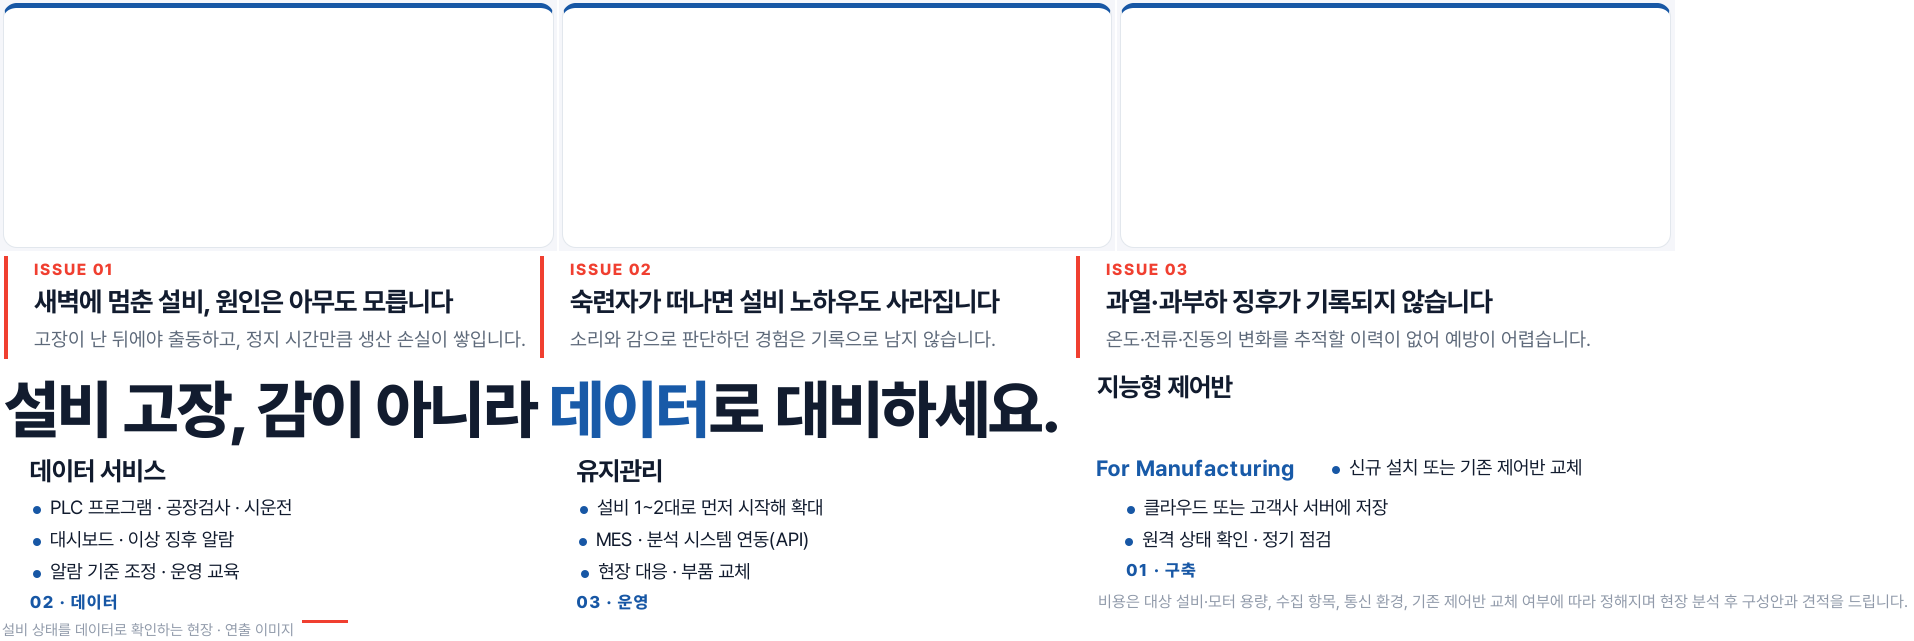 ISSUE 01
새벽에 멈춘 설비, 원인은 아무도 모릅니다
고장이 난 뒤에야 출동하고, 정지 시간만큼 생산 손실이 쌓입니다.
ISSUE 02
숙련자가 떠나면 설비 노하우도 사라집니다
소리와 감으로 판단하던 경험은 기록으로 남지 않습니다.
ISSUE 03
과열·과부하 징후가 기록되지 않습니다
온도·전류·진동의 변화를 추적할 이력이 없어 예방이 어렵습니다.
설비 고장, 감이 아니라 데이터로 대비하세요.
지능형 제어반
데이터 서비스
• PLC 프로그램 · 공장검사 · 시운전
• 대시보드 · 이상 징후 알람
• 알람 기준 조정 · 운영 교육
02 · 데이터
유지관리
• 설비 1~2대로 먼저 시작해 확대
• MES · 분석 시스템 연동(API)
• 현장 대응 · 부품 교체
03 · 운영
For Manufacturing
• 신규 설치 또는 기존 제어반 교체
• 클라우드 또는 고객사 서버에 저장
• 원격 상태 확인 · 정기 점검
01 · 구축
비용은 대상 설비·모터 용량, 수집 항목, 통신 환경, 기존 제어반 교체 여부에 따라 정해지며 현장 분석 후 구성안과 견적을 드립니다.
설비 상태를 데이터로 확인하는 현장 · 연출 이미지